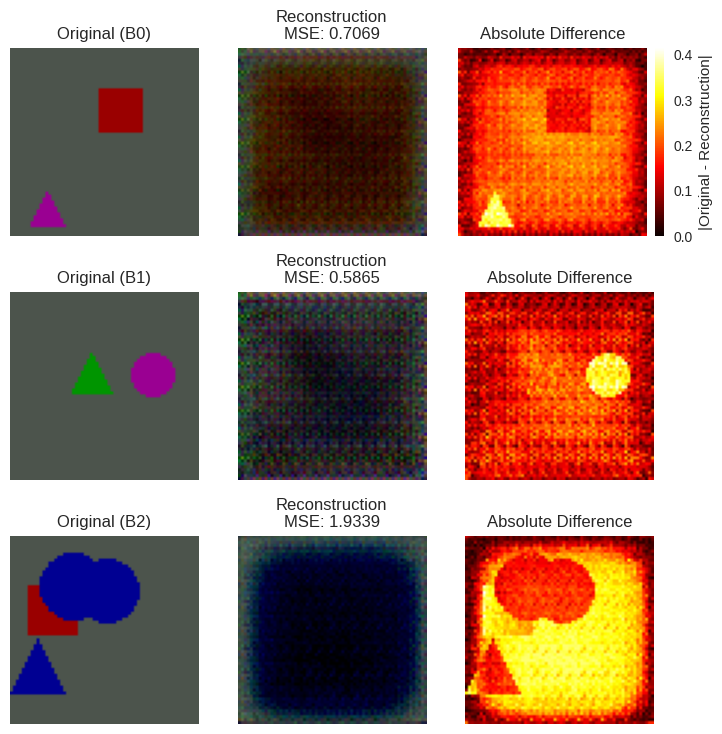 Original (B0)
Reconstruction
MSE: 0.7069
Absolute Difference
0.4
0.3
0.2
0.1
0.0
|Original - Reconstruction|
Original (B1)
Reconstruction
MSE: 0.5865
Absolute Difference
Original (B2)
Reconstruction
MSE: 1.9339
Absolute Difference